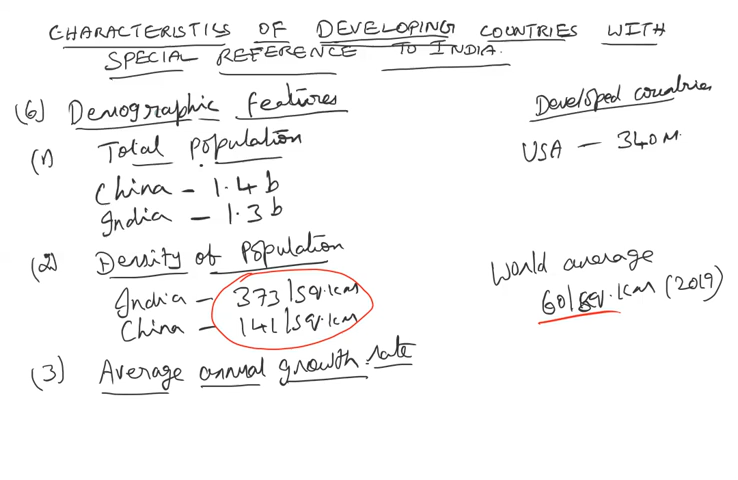 CHARACTERISTICS OF DEVELOPING COUNTRIES WITH
SPECIAL REFERENCE TO INDIA.
(6) Demographic features
Developed countries
(1) Total population
USA - 340 M.
China - 1.4 b
India - 1.3 b
(2) Density of population
World average
India - 373/sq.km
60/sq.km (2019)
China - 141/sq.km
(3) Average annual growth rate